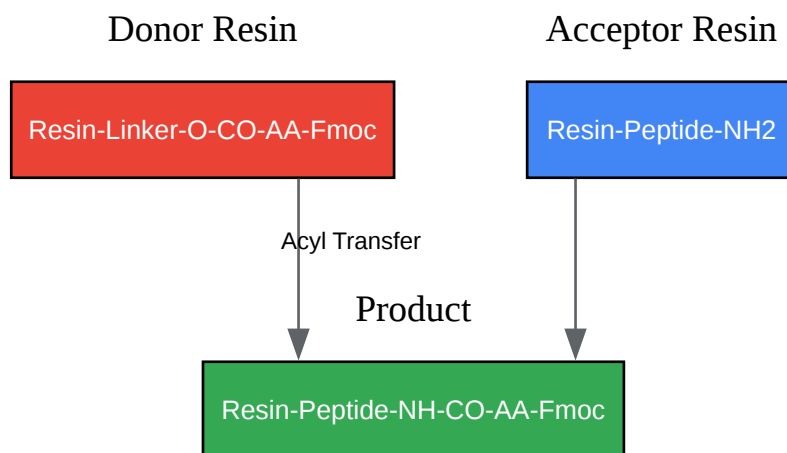 Donor Resin
Acceptor Resin
Resin-Linker-O-CO-AA-Fmoc
Resin-Peptide-NH2
Acyl Transfer
Product
Resin-Peptide-NH-CO-AA-Fmoc